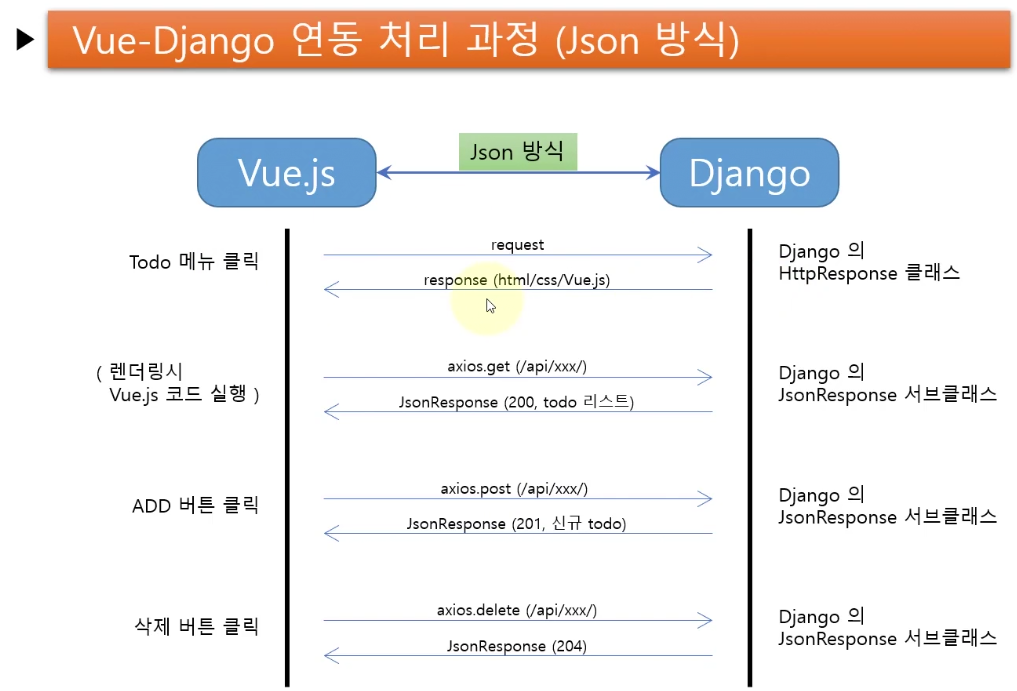 Vue-Django 연동 처리 과정 (Json 방식)
Json 방식
Vue.js
Django
Todo 메뉴 클릭
request
response (html/css/Vue.js)
Django 의
HttpResponse 클래스
( 렌더링시
Vue.js 코드 실행 )
axios.get (/api/xxx/)
JsonResponse (200, todo 리스트)
Django 의
JsonResponse 서브클래스
ADD 버튼 클릭
axios.post (/api/xxx/)
JsonResponse (201, 신규 todo)
Django 의
JsonResponse 서브클래스
삭제 버튼 클릭
axios.delete (/api/xxx/)
JsonResponse (204)
Django 의
JsonResponse 서브클래스